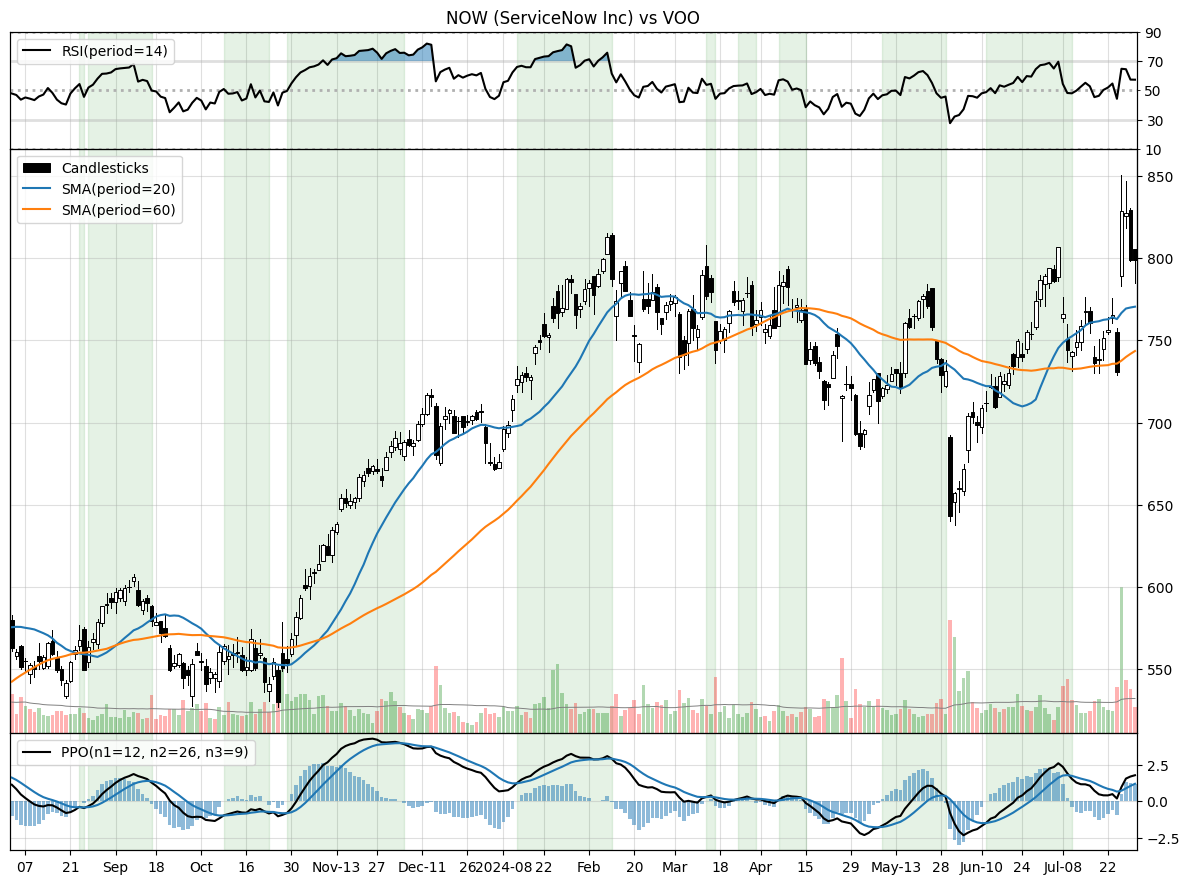 NOW (ServiceNow Inc) vs VOO
RSI(period=14)
90
70
50
30
10
Candlesticks
SMA(period=20)
SMA(period=60)
850
800
750
700
650
600
550
PPO(n1=12, n2=26, n3=9)
2.5
0.0
−2.5
07 21 Sep 18 Oct 16 30 Nov-13 27 Dec-11 26 2024-08 22 Feb 20 Mar 18 Apr 15 29 May-13 28 Jun-10 24 Jul-08 22